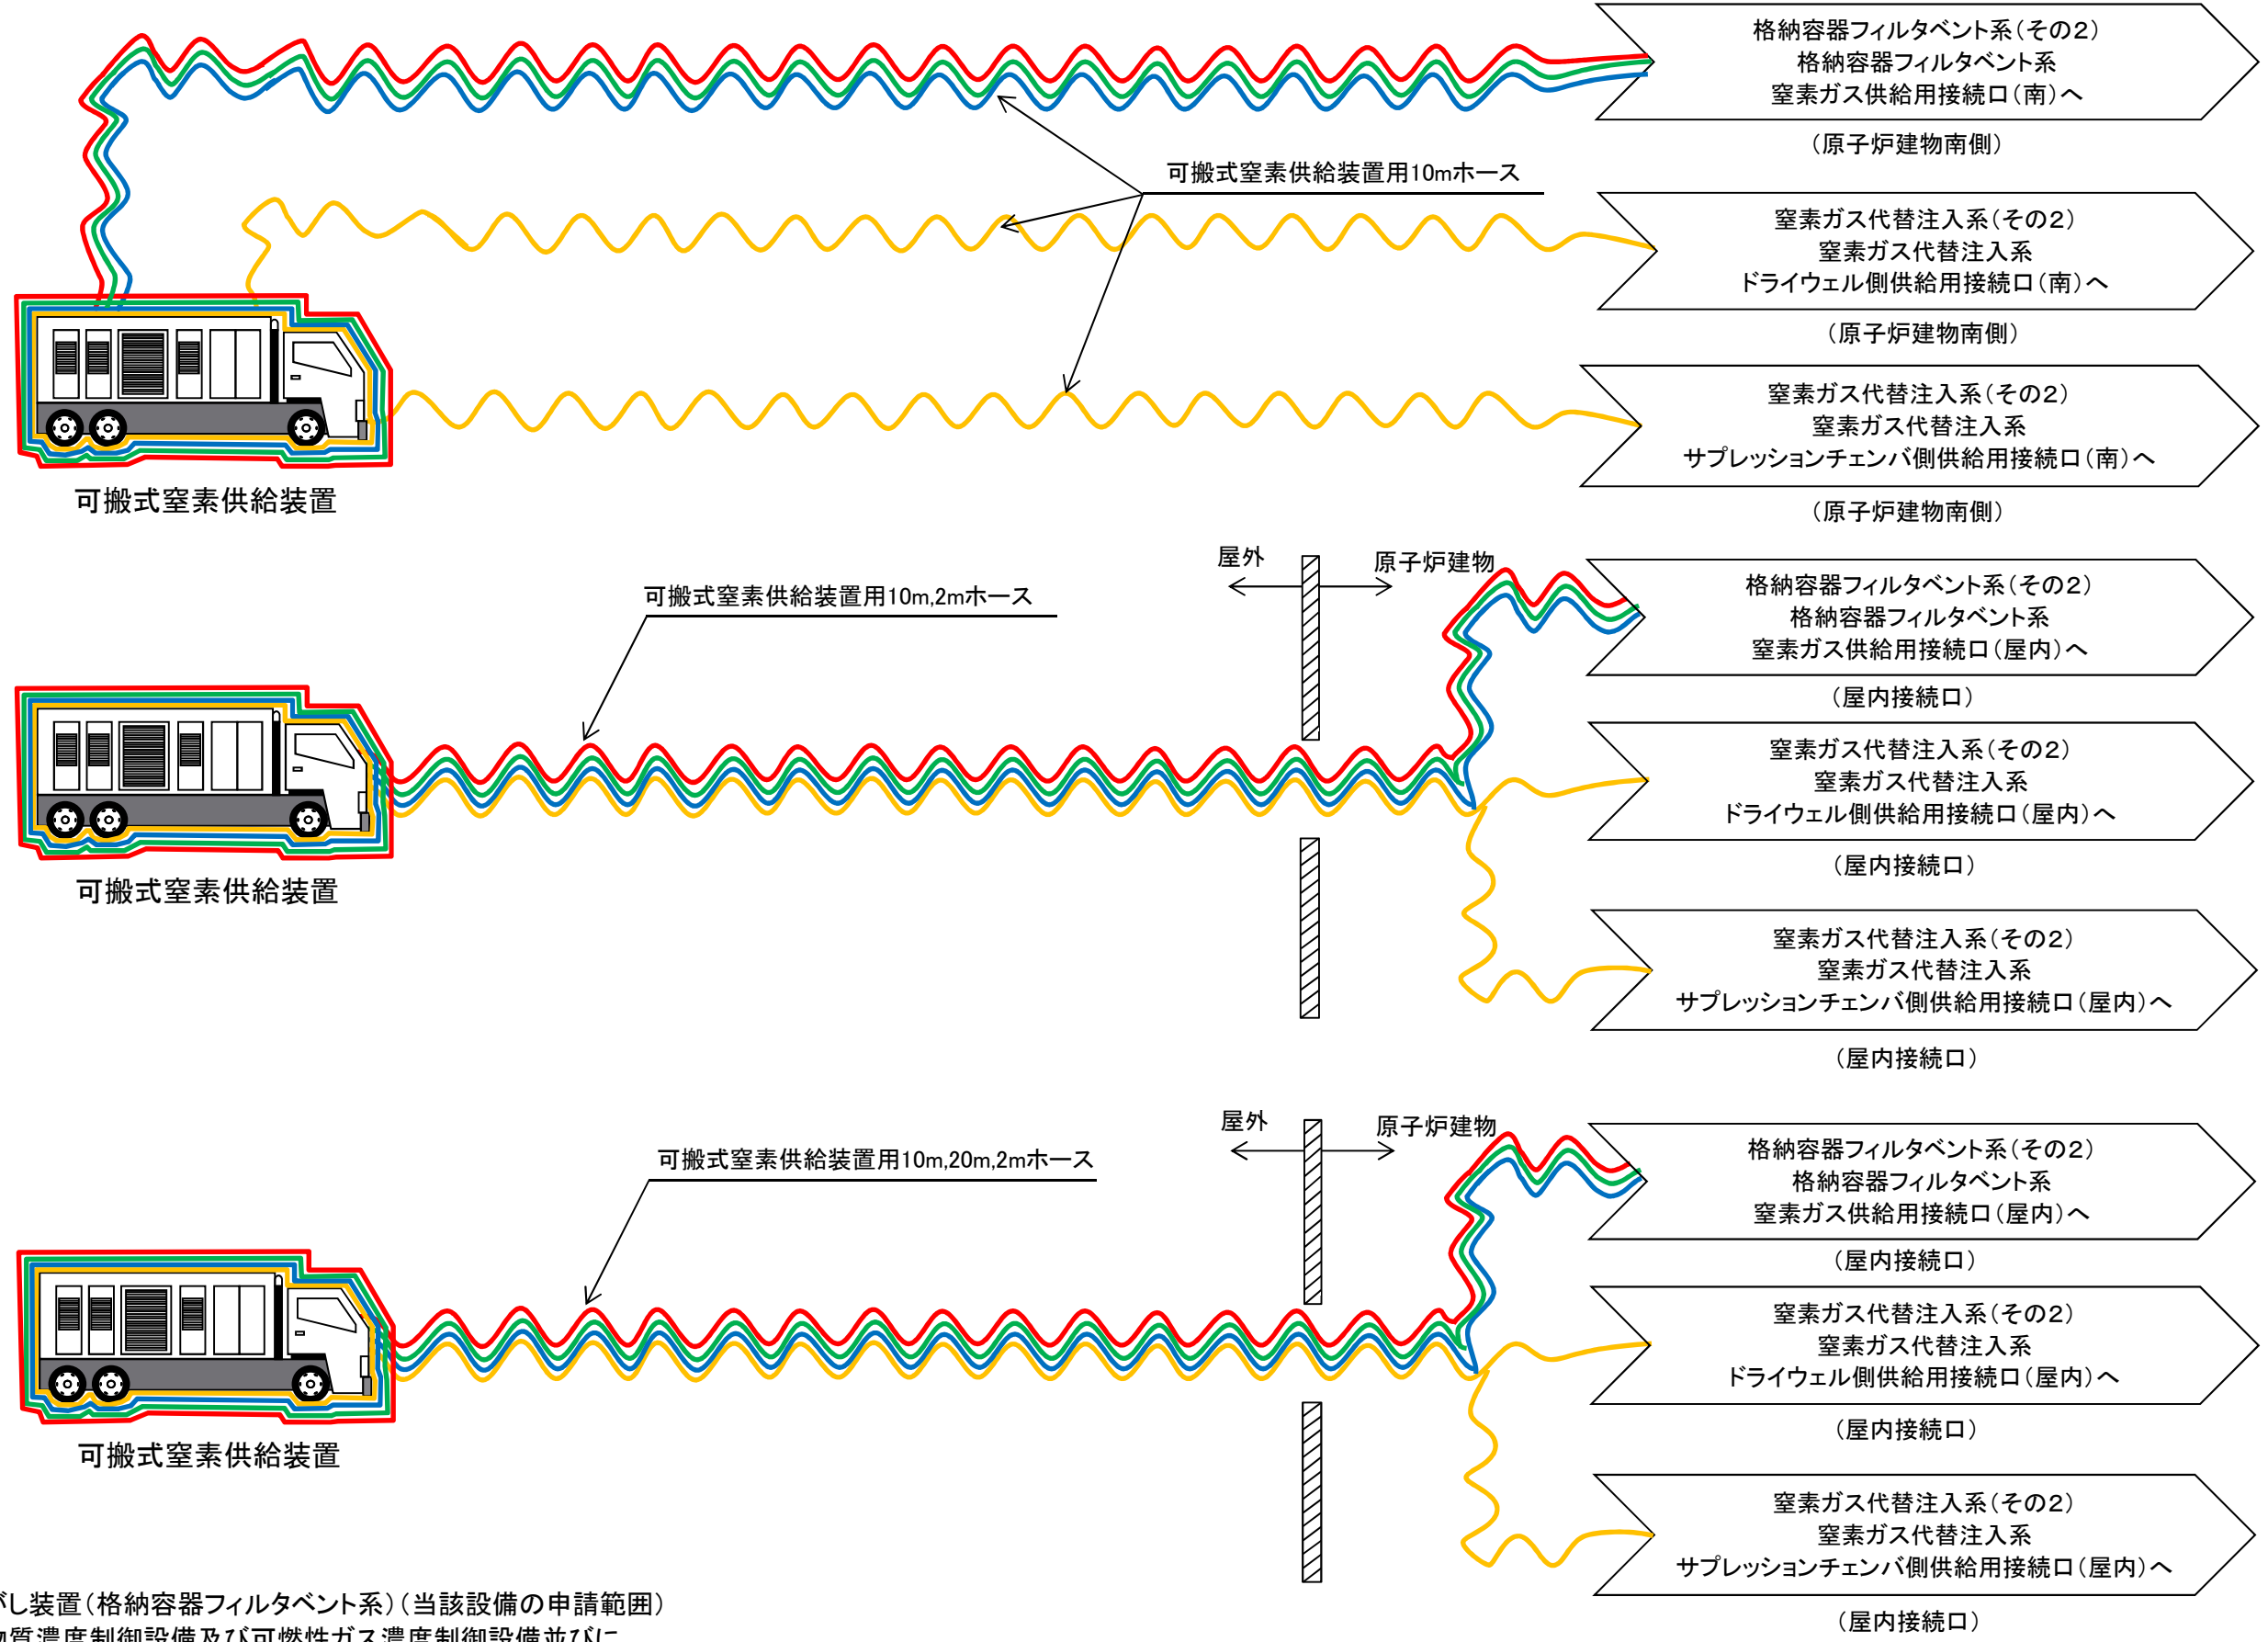 格納容器フィルタベント系（その２）
格納容器フィルタベント系
窒素ガス供給用接続口（南）へ
（原子炉建物南側）
可搬式窒素供給装置用10mホース
窒素ガス代替注入系（その２）
窒素ガス代替注入系
ドライウェル側供給用接続口（南）へ
（原子炉建物南側）
窒素ガス代替注入系（その２）
窒素ガス代替注入系
サプレッションチェンバ側供給用接続口（南）へ
（原子炉建物南側）
可搬式窒素供給装置
屋外
原子炉建物
可搬式窒素供給装置用10m,2mホース
格納容器フィルタベント系（その２）
格納容器フィルタベント系
窒素ガス供給用接続口（屋内）へ
（屋内接続口）
窒素ガス代替注入系（その２）
窒素ガス代替注入系
ドライウェル側供給用接続口（屋内）へ
（屋内接続口）
可搬式窒素供給装置
窒素ガス代替注入系（その２）
窒素ガス代替注入系
サプレッションチェンバ側供給用接続口（屋内）へ
（屋内接続口）
屋外
原子炉建物
可搬式窒素供給装置用10m,20m,2mホース
格納容器フィルタベント系（その２）
格納容器フィルタベント系
窒素ガス供給用接続口（屋内）へ
（屋内接続口）
窒素ガス代替注入系（その２）
窒素ガス代替注入系
ドライウェル側供給用接続口（屋内）へ
（屋内接続口）
可搬式窒素供給装置
窒素ガス代替注入系（その２）
窒素ガス代替注入系
サプレッションチェンバ側供給用接続口（屋内）へ
（屋内接続口）
がし装置（格納容器フィルタベント系）（当該設備の申請範囲）
物質濃度制御設備及び可燃性ガス濃度制御設備並びに